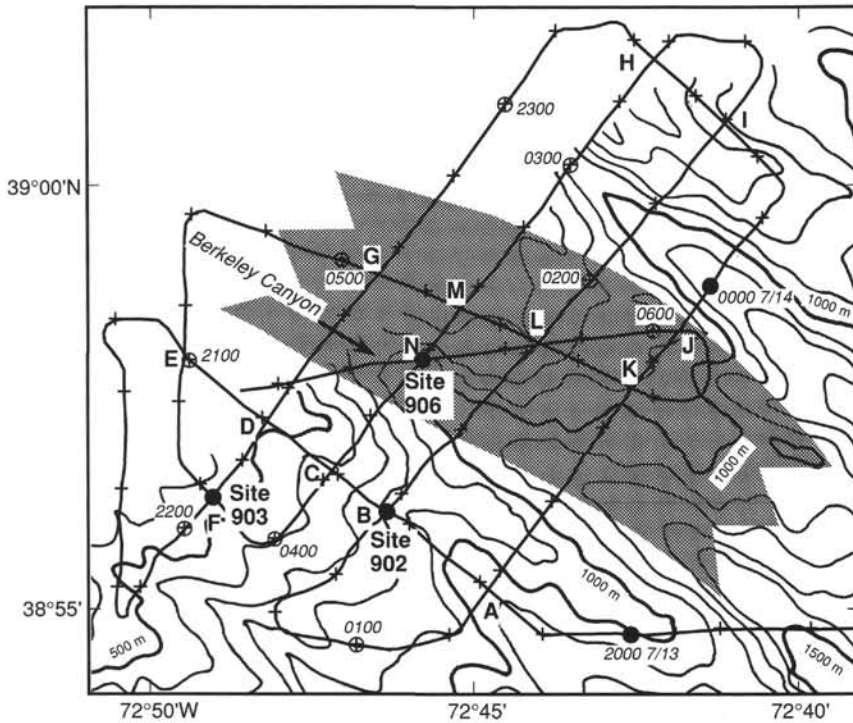 H
2300
I
0300
39°00'N
Berkeley Canyon
G
0500
M
0200
0000 7/14
1000 m
0600
L
N
J
E
2100
Site
906
K
D
1000 m
C
Site
903
F
B
2200
0400
Site
902
1000 m
A
38°55'
500 m
0100
2000 7/13
1500 m
72°50'W
72°45'
72°40'